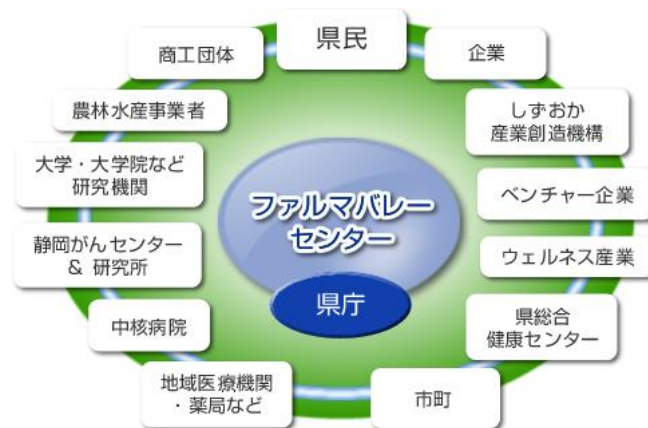 県民
商工団体
企業
農林水産事業者
しずおか
産業創造機構
大学・大学院など
研究機関
ベンチャー企業
ファルマバレー
センター
静岡がんセンター
& 研究所
ウェルネス産業
県庁
中核病院
県総合
健康センター
地域医療機関
・薬局など
市町